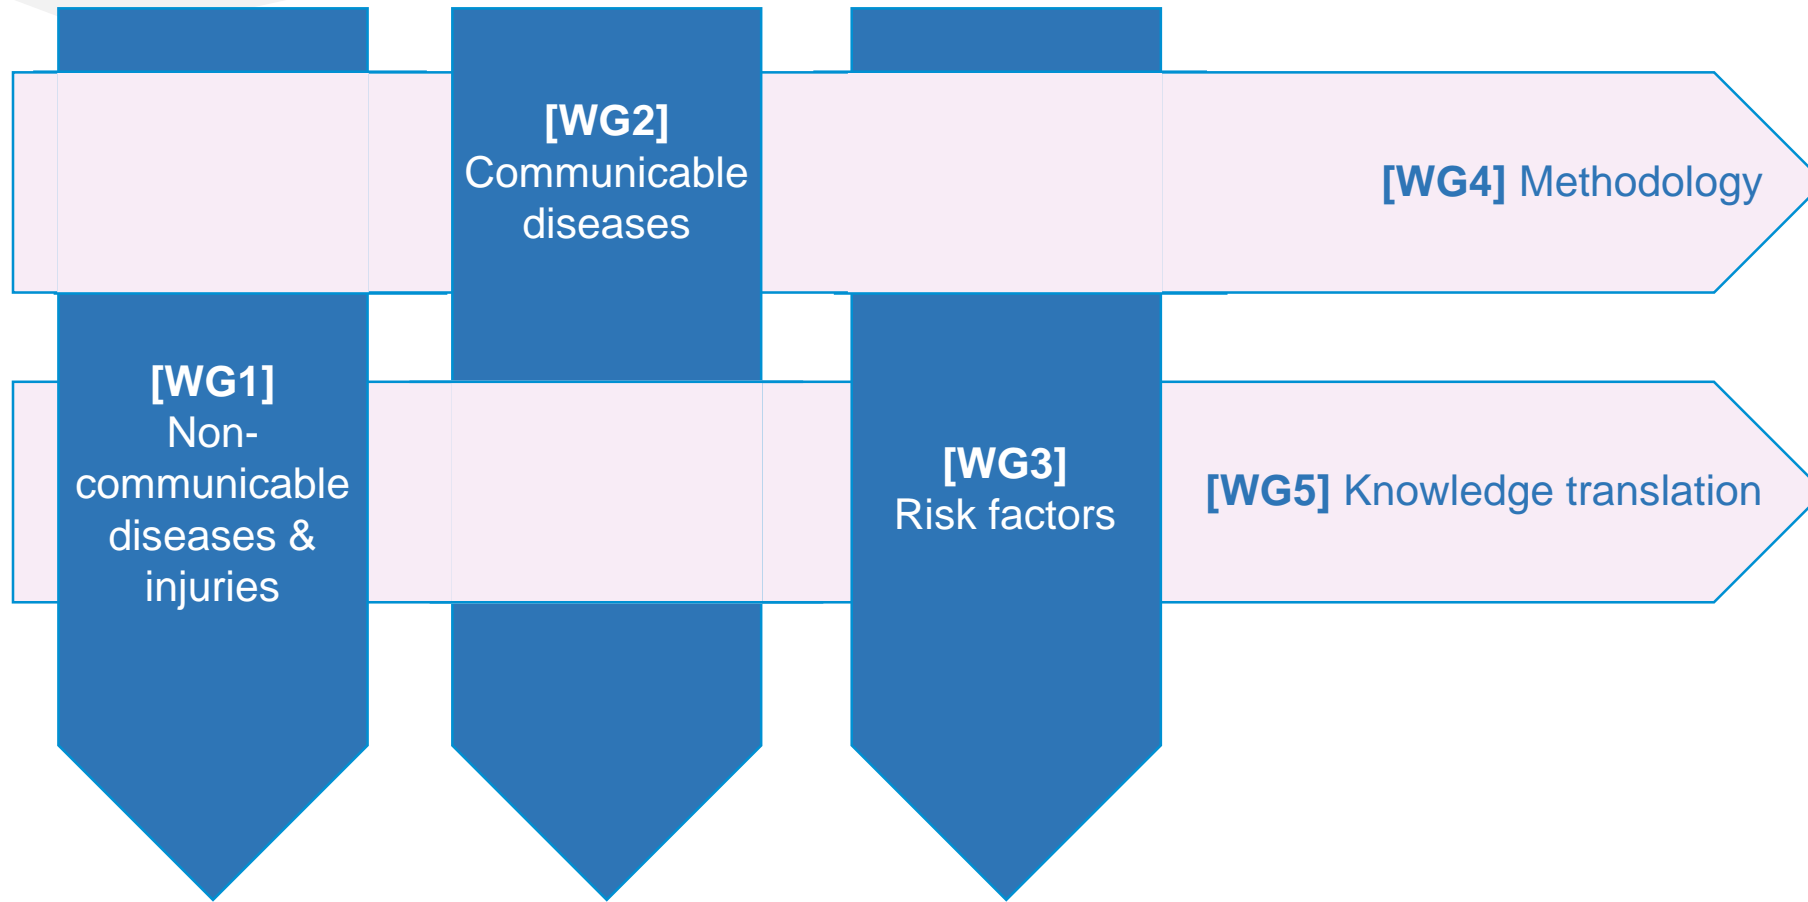 [WG2]
Communicable
diseases
[WG4] Methodology
[WG1]
Non-
communicable
diseases &
injuries
[WG3]
Risk factors
[WG5] Knowledge translation